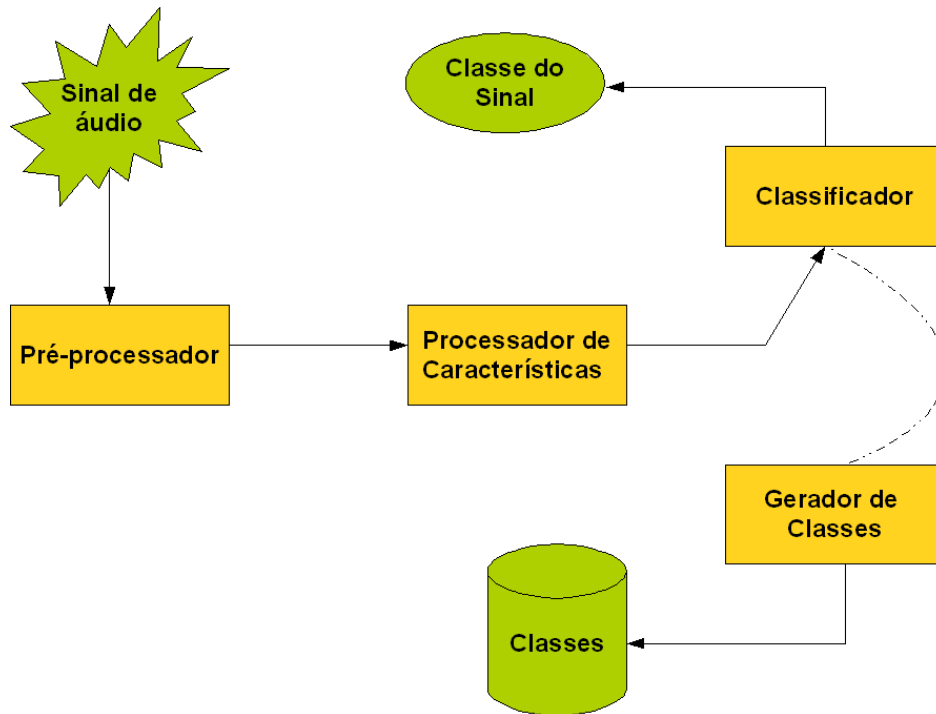 Sinal de
áudio
Classe do
Sinal
Classificador
Pré-processador
Processador de
Características
Gerador de
Classes
Classes